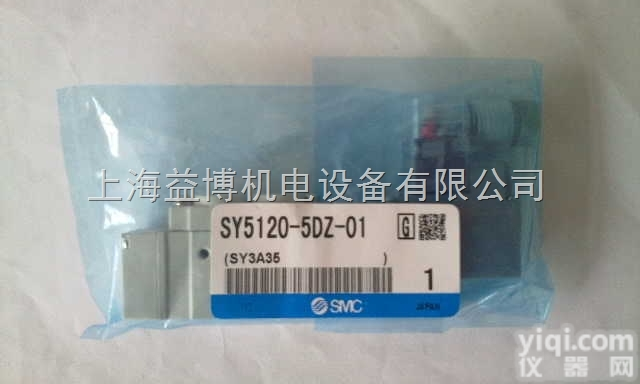 上海益博机电设备有限公司
SY5120-5DZ-01
G
(SY3A35 )
1
SMC
JAPAN
yiqi.com
仪器网